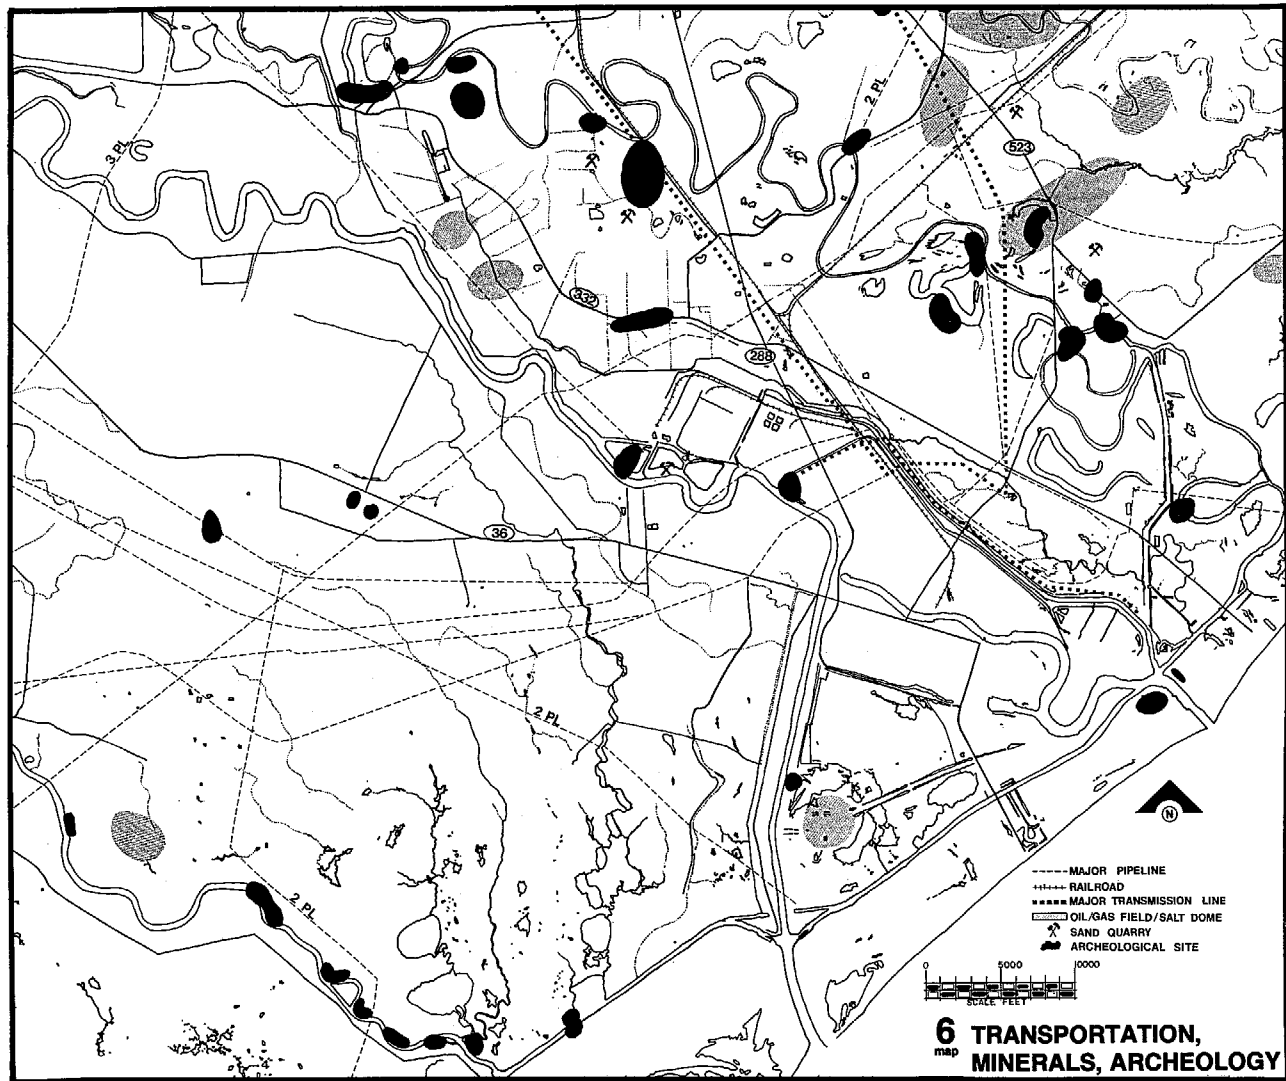 2 PL
523
3 PL
332
288
36
2 PL
2 PL
N
MAJOR PIPELINE
RAILROAD
MAJOR TRANSMISSION LINE
OIL/GAS FIELD/SALT DOME
SAND QUARRY
ARCHEOLOGICAL SITE
0 5000 10000
SCALE FEET
6 TRANSPORTATION,
map MINERALS, ARCHEOLOGY